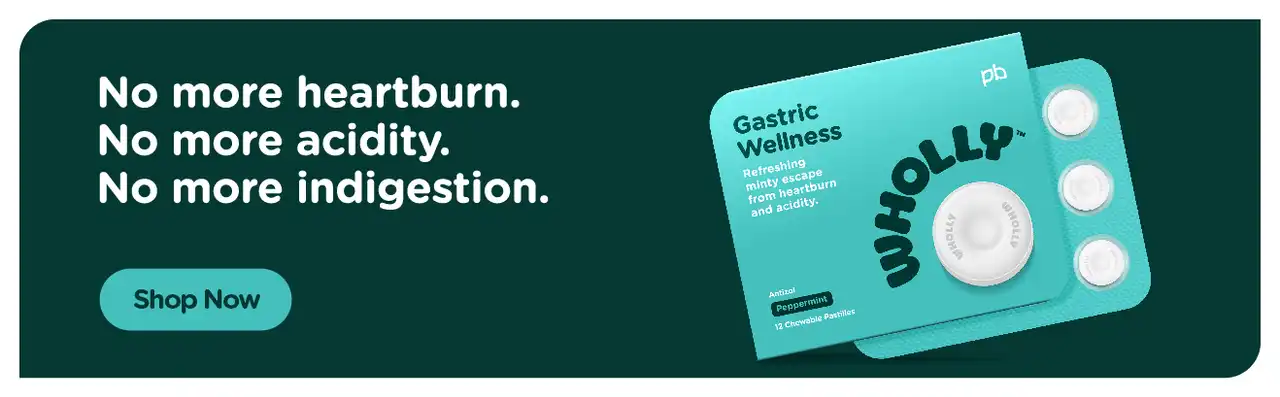 No more heartburn.
No more acidity.
No more indigestion.
Shop Now
pb
Gastric
Wellness
Refreshing
minty escape
from heartburn
and acidity.
WHOLLY™
WHOLLY
WHOLLY
Antizol
Peppermint
12 Chewable Pastilles